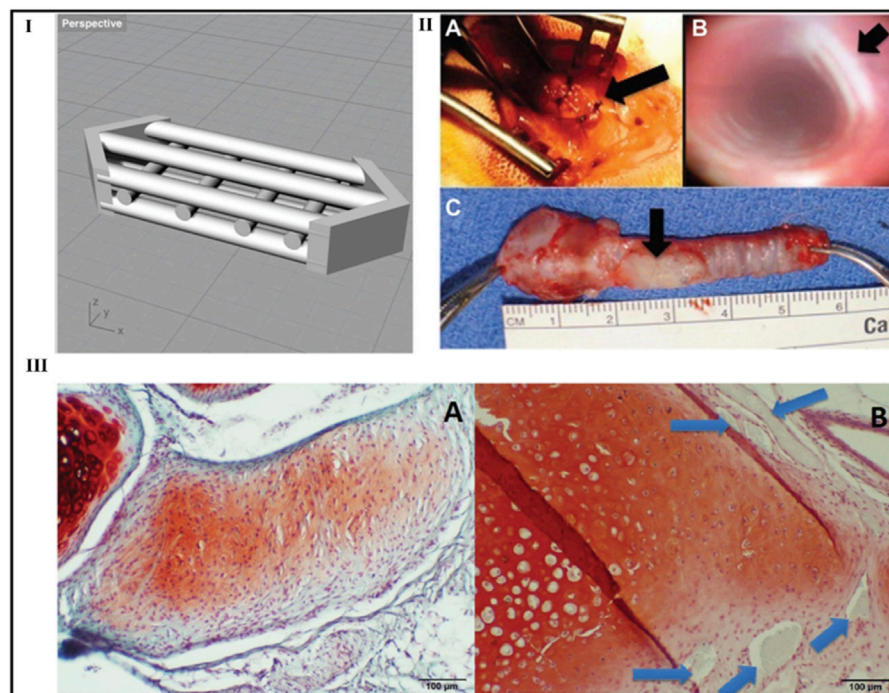 I
Perspective
z
y
x
II
A
B
C
CM 1 2 3 4 5 6
Ca
III
A
100 µm
B
100 µm